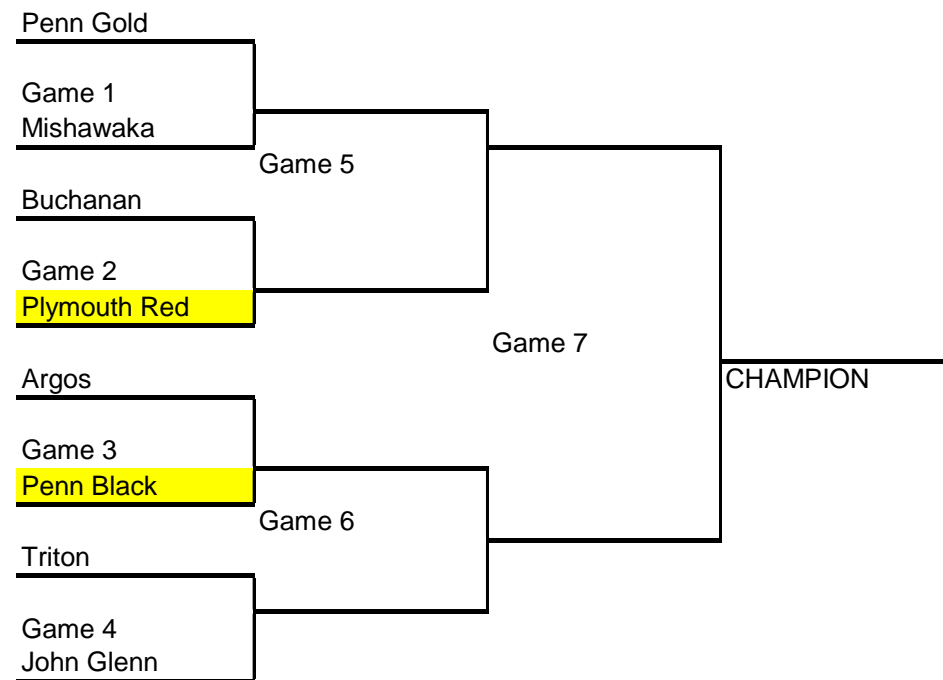 Penn Gold
Game 1
Mishawaka
Game 5
Buchanan
Game 2
Plymouth Red
Game 7
Argos
CHAMPION
Game 3
Penn Black
Game 6
Triton
Game 4
John Glenn